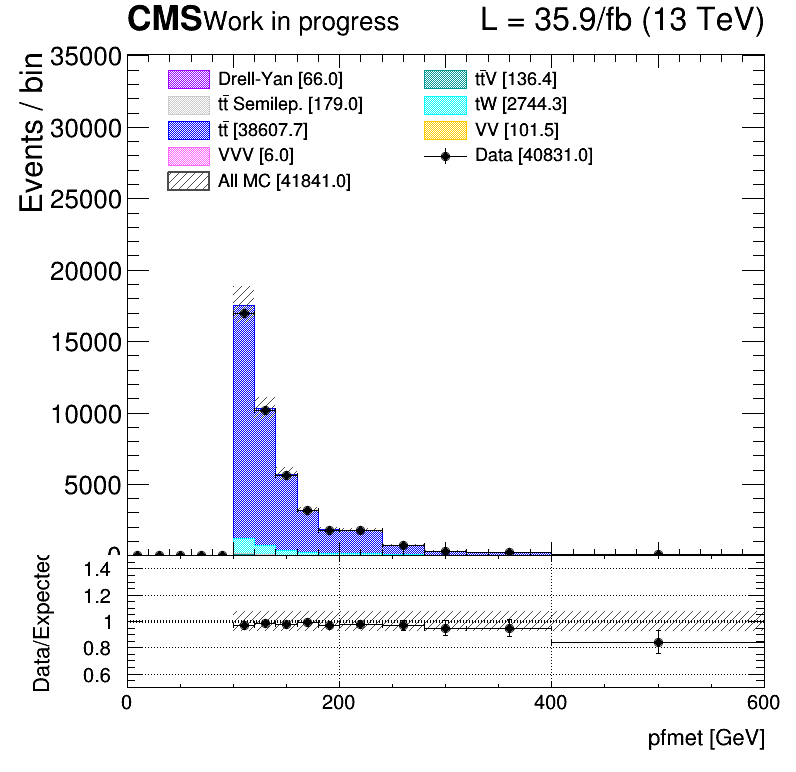 CMS Work in progress L = 35.9/fb (13 TeV)
Events / bin
35000
30000
25000
20000
15000
10000
5000
0
Drell-Yan [66.0]
tt̄ Semilep. [179.0]
tt̄ [38607.7]
VVV [6.0]
All MC [41841.0]
tt̄V [136.4]
tW [2744.3]
VV [101.5]
Data [40831.0]
Data/Expected
1.4
1.2
1
0.8
0.6
0 200 400 600
pfmet [GeV]